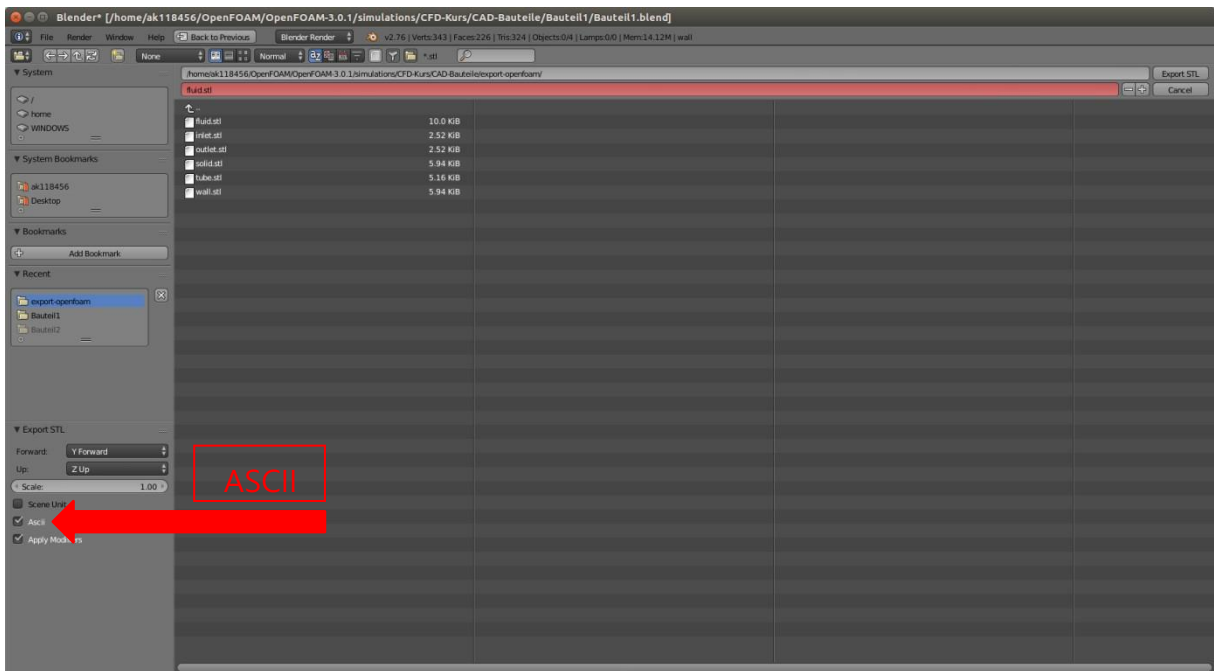 Blender* [/home/ak118456/OpenFOAM/OpenFOAM-3.0.1/simulations/CFD-Kurs/CAD-Bauteile/Bauteil1/Bauteil1.blend]
File Render Window Help Back to Previous Blender Render v2.76 | Verts:343 | Faces:226 | Tris:324 | Objects:0/4 | Lamps:0/0 | Mem:14.12M | wall
None Normal *.stl
▼ System
/home/ak118456/OpenFOAM/OpenFOAM-3.0.1/simulations/CFD-Kurs/CAD-Bauteile/export-openfoam/ Export STL
fluid.stl Cancel
/
home
WINDOWS
..
fluid.stl 10.0 KiB
inlet.stl 2.52 KiB
outlet.stl 2.52 KiB
solid.stl 5.94 KiB
tube.stl 5.16 KiB
wall.stl 5.94 KiB
▼ System Bookmarks
ak118456
Desktop
▼ Bookmarks
Add Bookmark
▼ Recent
export-openfoam
Bauteil1
Bauteil2
▼ Export STL
Forward: Y Forward
Up: Z Up
Scale: 1.00
Scene Unit
Ascii
Apply Modifiers
ASCII